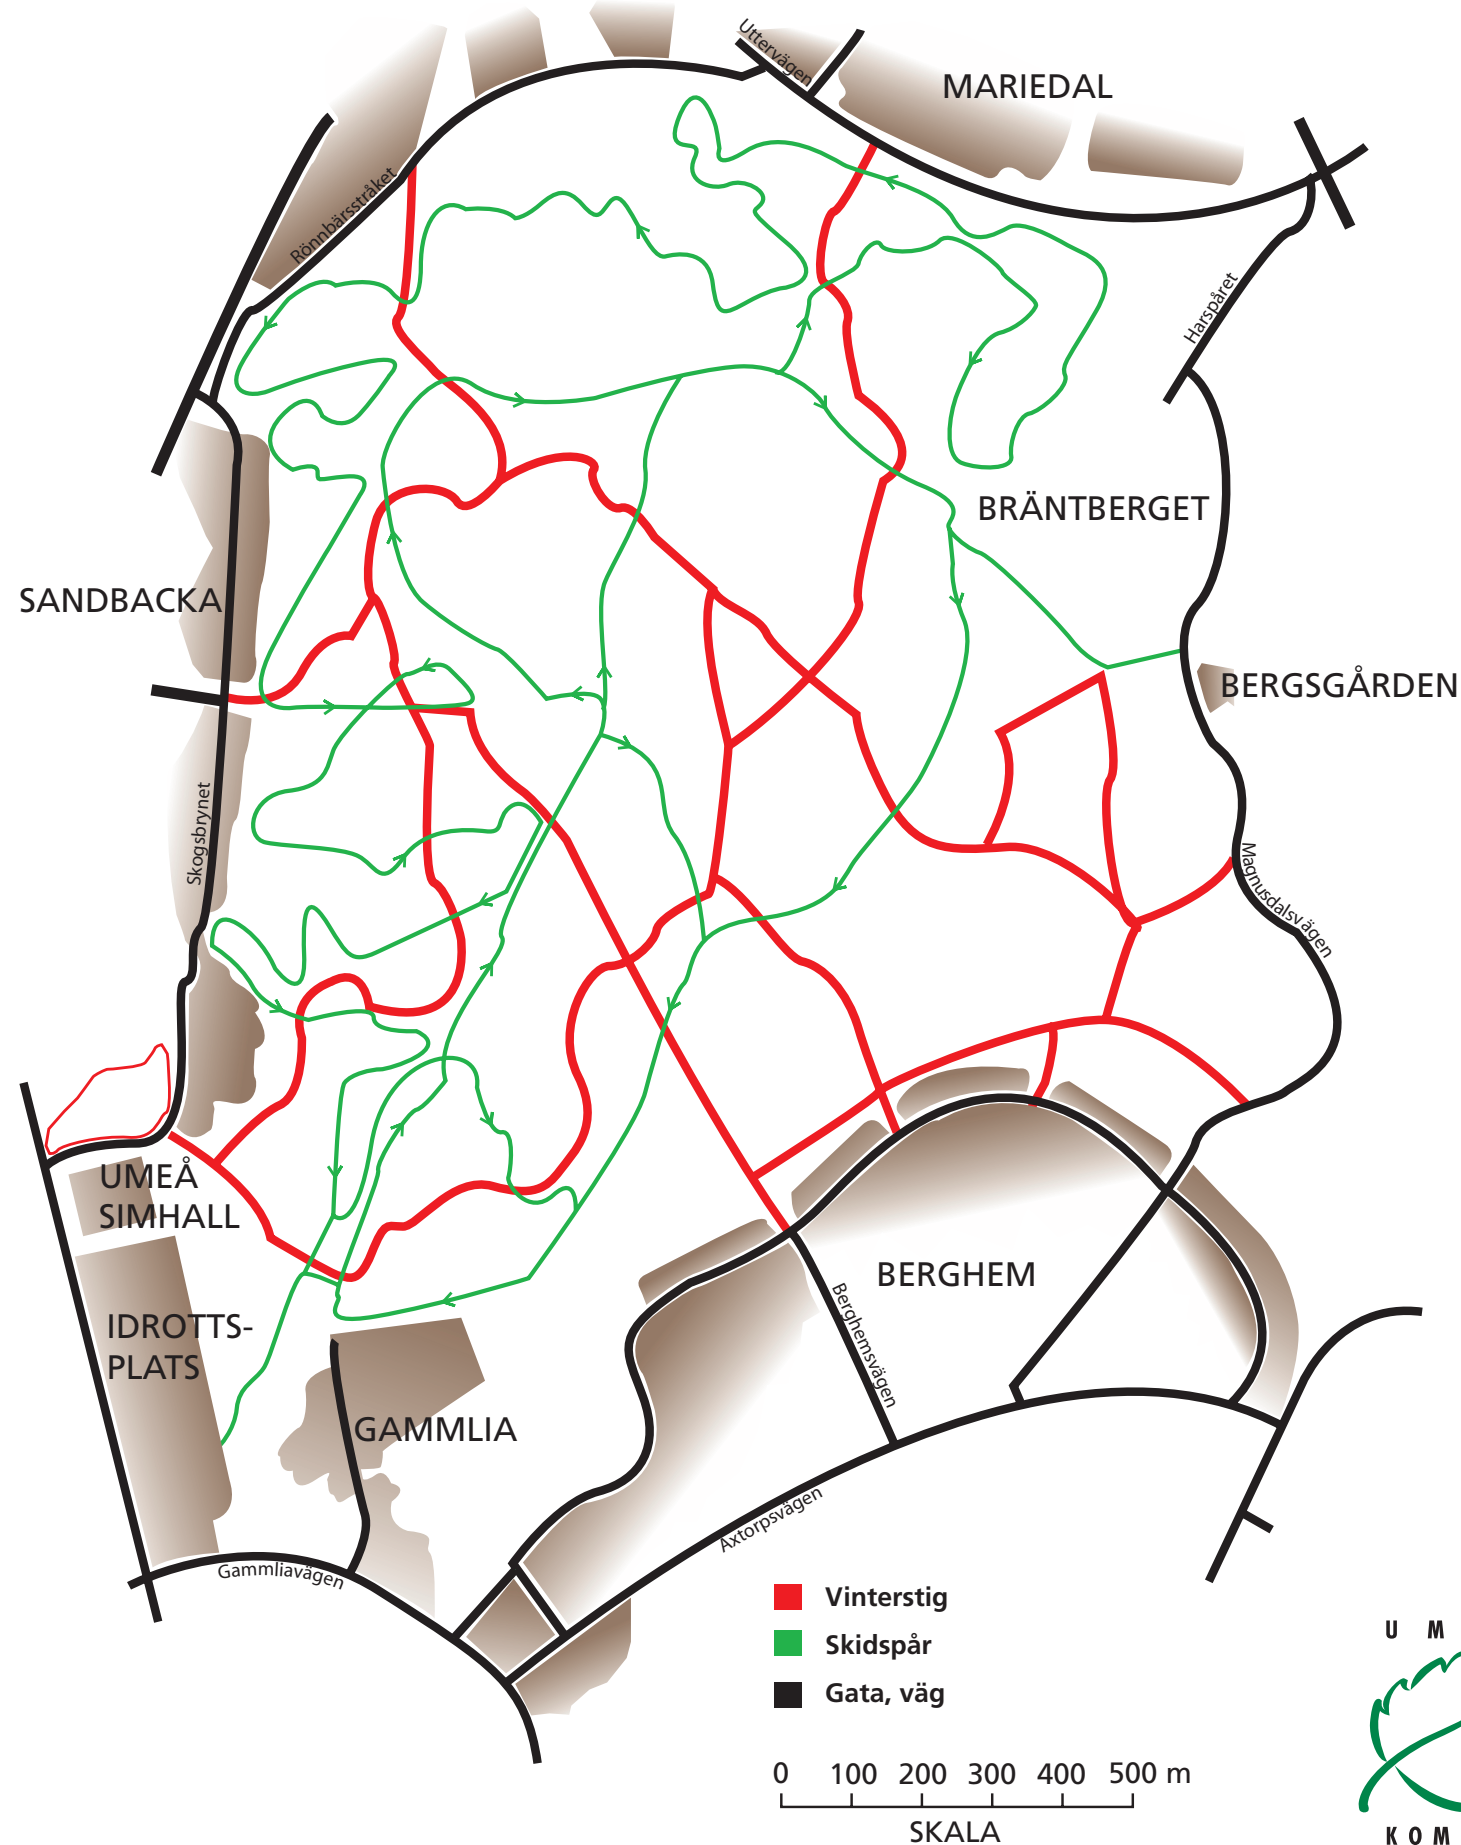 Uttervägen
MARIEDAL
Rönnbärsstråket
Harspåret
BRÄNTBERGET
SANDBACKA
BERGSGÅRDEN
Skogsbrynet
Magnusdalsvägen
UMEÅ
SIMHALL
BERGHEM
IDROTTS-
PLATS
Berghemsvägen
GAMMLIA
Axtorpsvägen
Gammliavägen
Vinterstig
Skidspår
Gata, väg
0 100 200 300 400 500 m
SKALA
U M
K O M